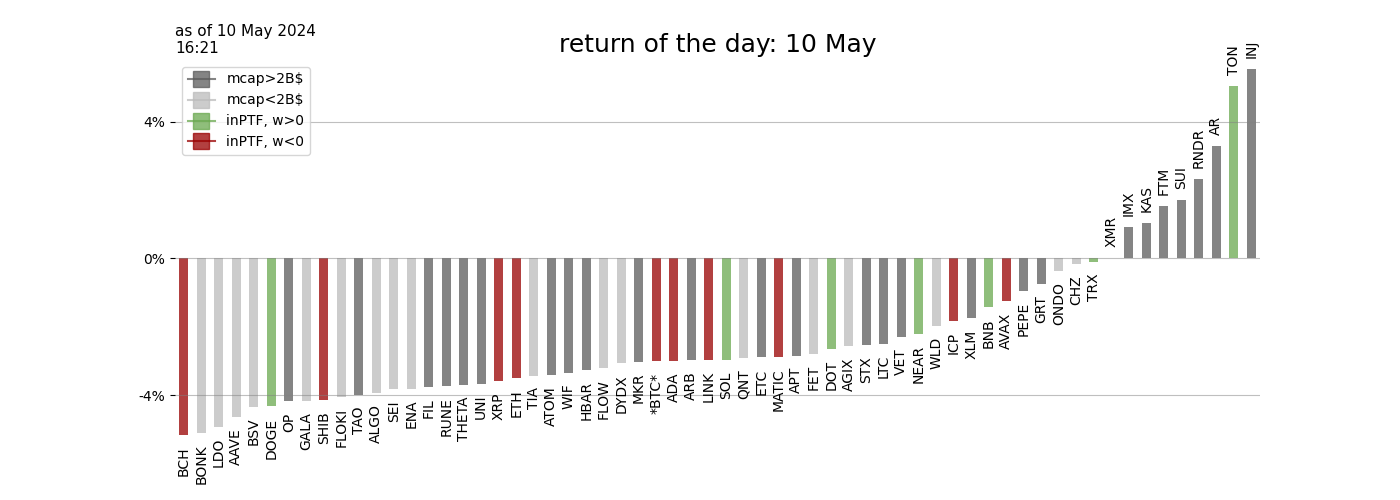 as of 10 May 2024
16:21
return of the day: 10 May
mcap>2B$
mcap<2B$
inPTF, w>0
inPTF, w<0
4%
0%
-4%
BCH
BONK
LDO
AAVE
BSV
DOGE
OP
GALA
SHIB
FLOKI
TAO
ALGO
SEI
ENA
FIL
RUNE
THETA
UNI
XRP
ETH
TIA
ATOM
WIF
HBAR
FLOW
DYDX
MKR
*BTC*
ADA
ARB
LINK
SOL
QNT
ETC
MATIC
APT
FET
DOT
AGIX
STX
LTC
VET
NEAR
WLD
ICP
XLM
BNB
AVAX
PEPE
GRT
ONDO
CHZ
TRX
XMR
IMX
KAS
FTM
SUI
RNDR
AR
TON
INJ